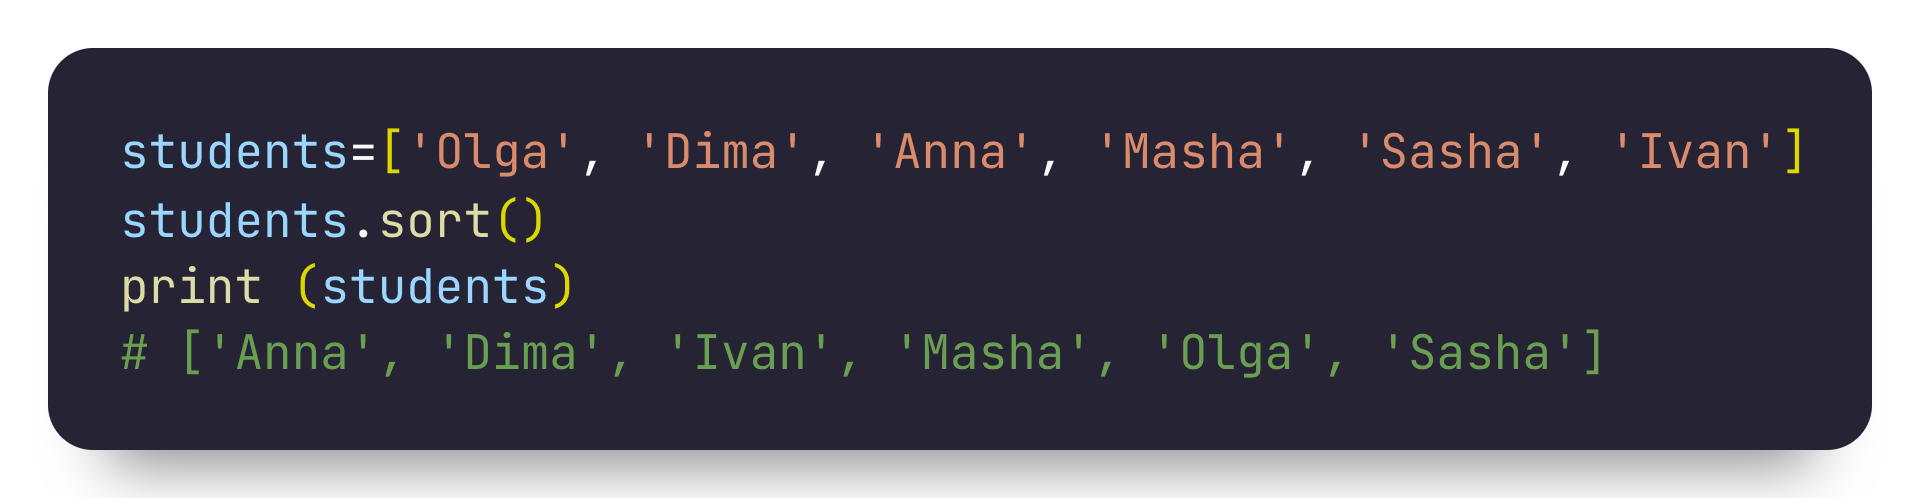 students=['Olga', 'Dima', 'Anna', 'Masha', 'Sasha', 'Ivan']
students.sort()
print (students)
# ['Anna', 'Dima', 'Ivan', 'Masha', 'Olga', 'Sasha']